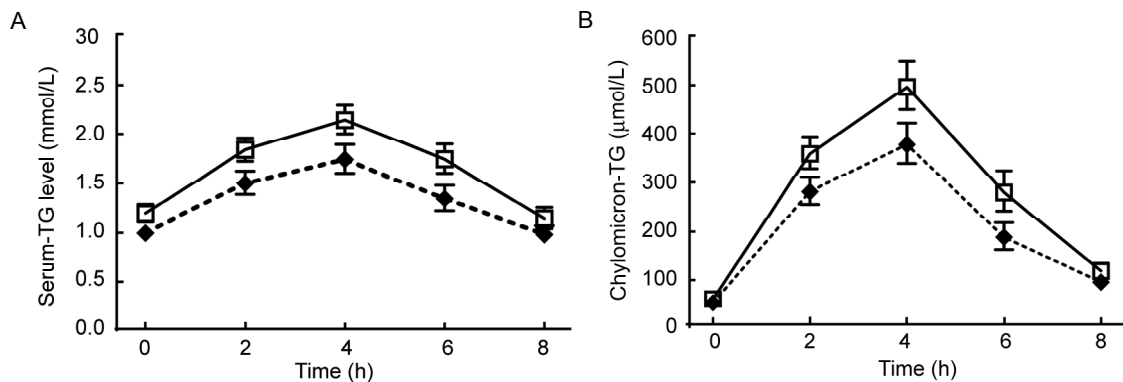 A
Serum-TG level (mmol/L)
30
2.5
2.0
1.5
1.0
0.5
0.0
0 2 4 6 8
Time (h)
B
Chylomicron-TG (μmol/L)
600
500
400
300
200
100
0
0 2 4 6 8
Time (h)